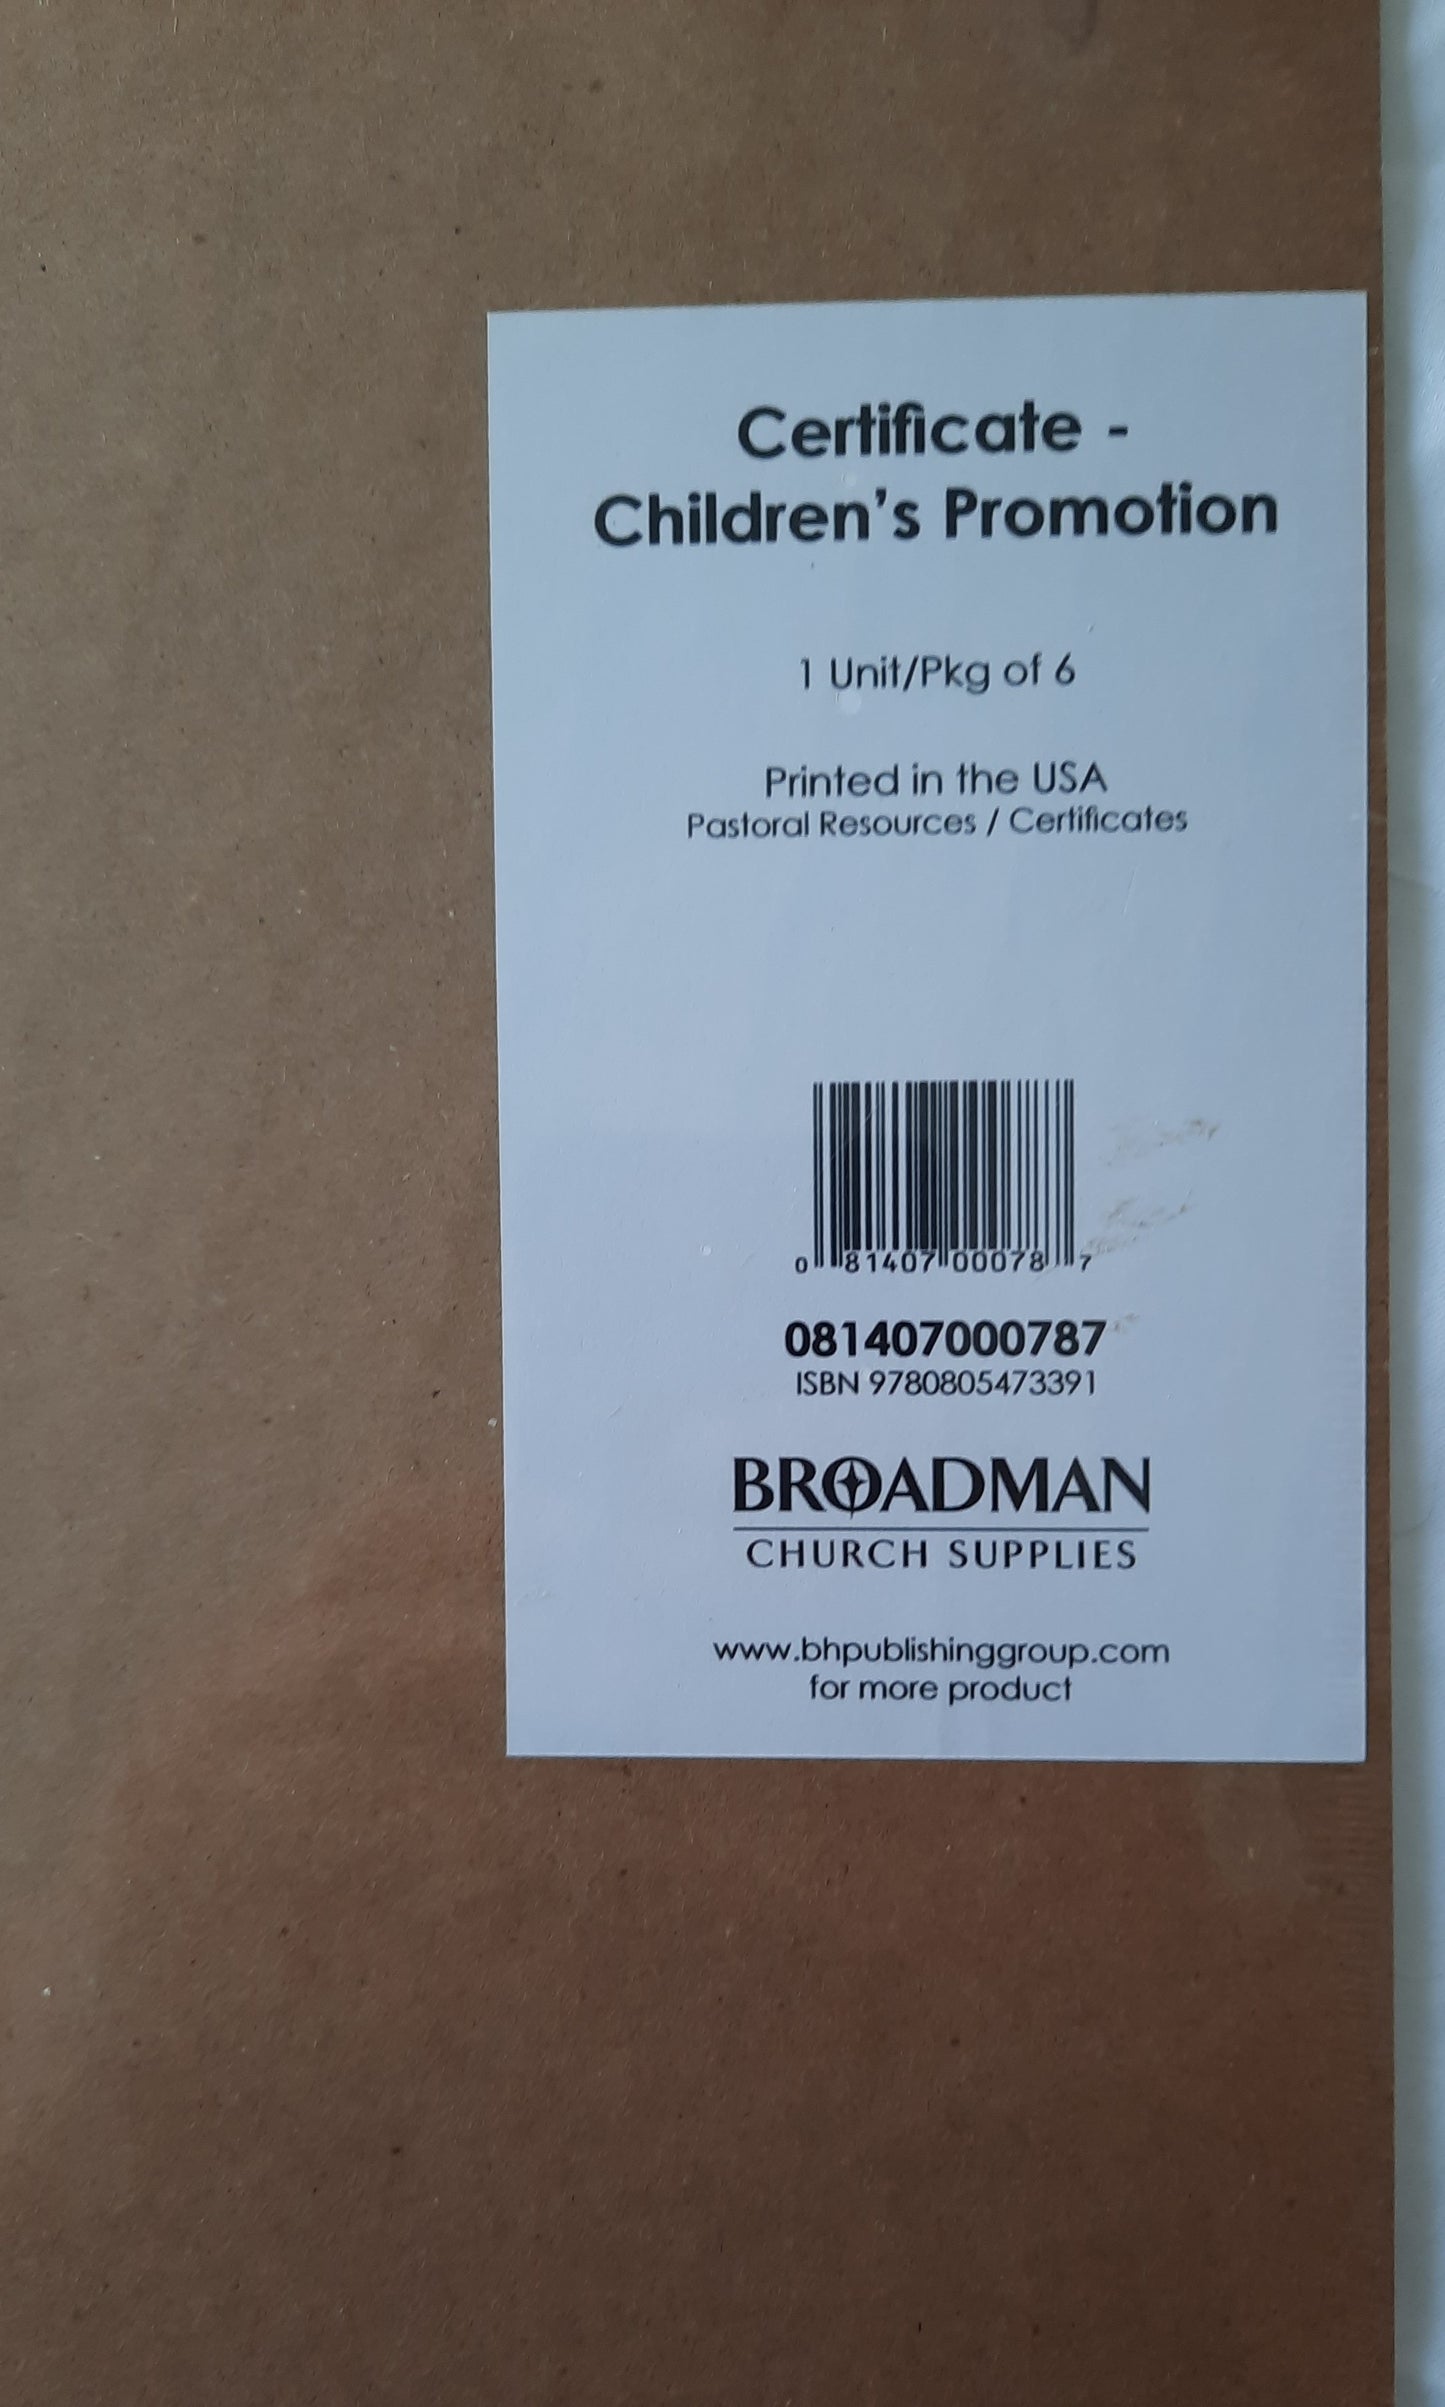 Certificate -
Children's Promotion
1 Unit/Pkg of 6
Printed in the USA
Pastoral Resources / Certificates
0 81407 00078 7
081407000787
ISBN 9780805473391
BROADMAN
CHURCH SUPPLIES
www.bhpublishinggroup.com
for more product